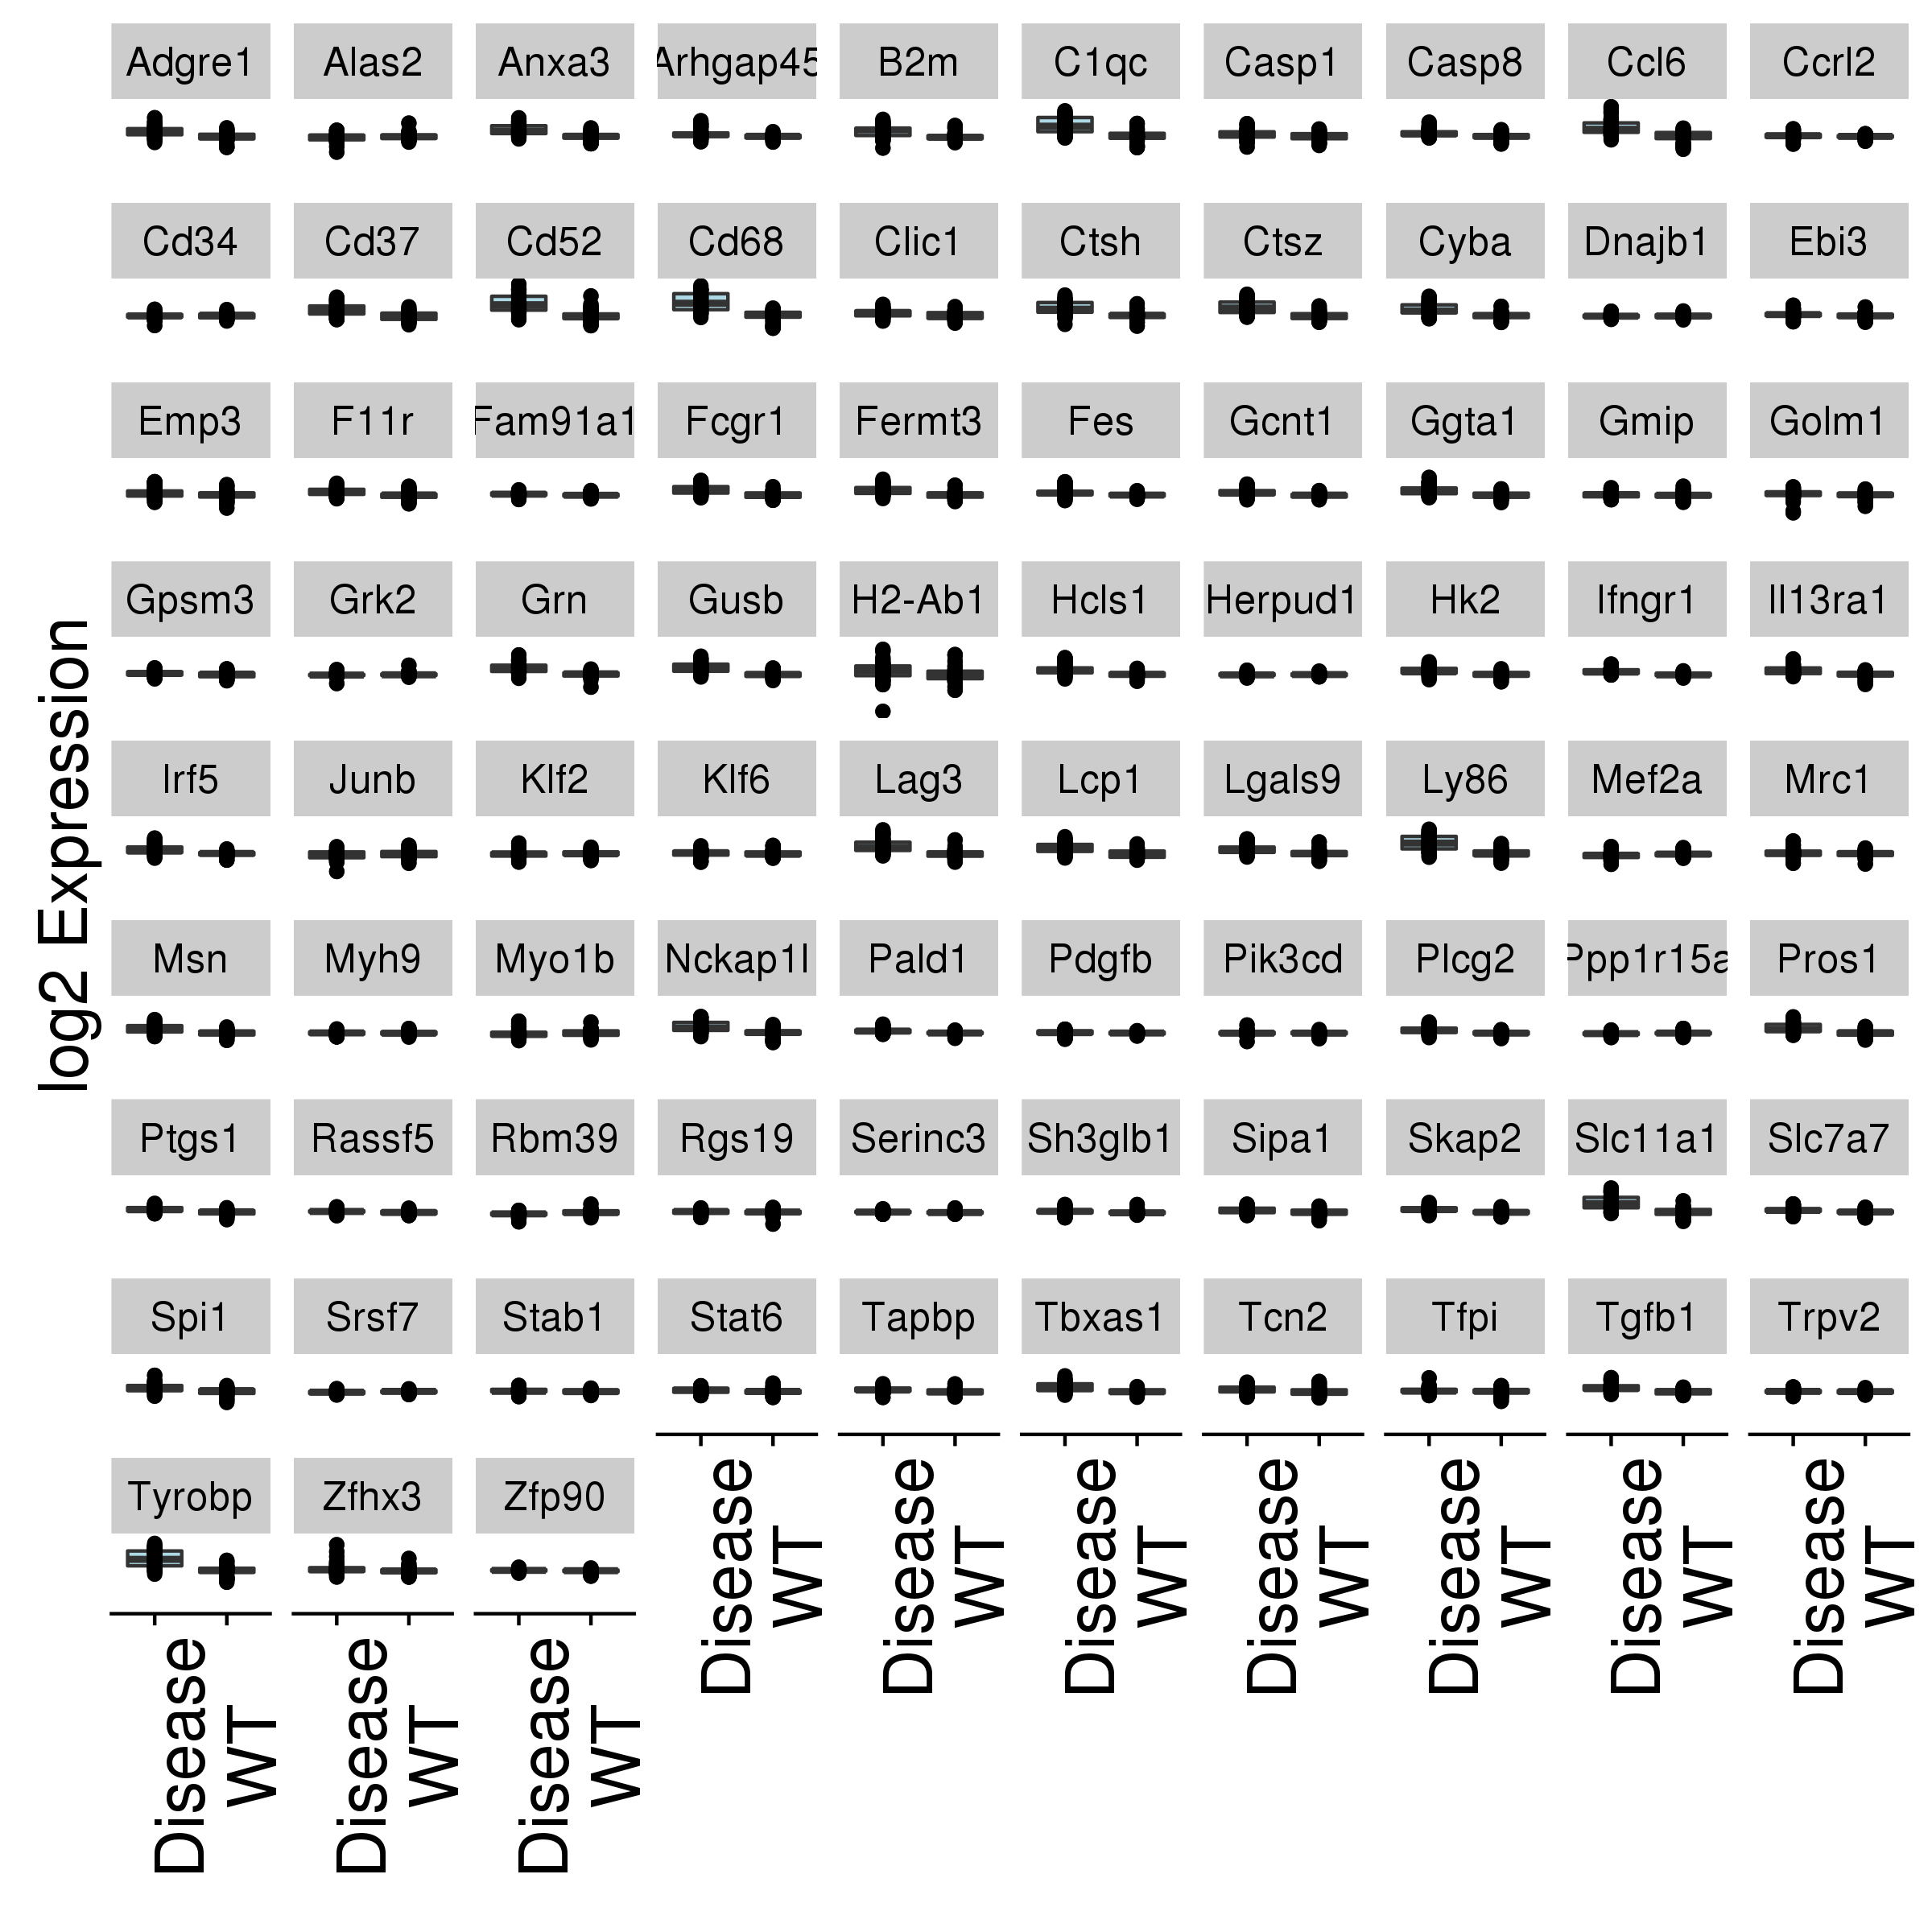 Adgre1 Alas2 Anxa3 Arhgap45 B2m C1qc Casp1 Casp8 Ccl6 Ccrl2
Cd34 Cd37 Cd52 Cd68 Clic1 Ctsh Ctsz Cyba Dnajb1 Ebi3
Emp3 F11r Fam91a1 Fcgr1 Fermt3 Fes Gcnt1 Ggta1 Gmip Golm1
Gpsm3 Grk2 Grn Gusb H2-Ab1 Hcls1 Herpud1 Hk2 Ifngr1 Il13ra1
log2 Expression
Irf5 Junb Klf2 Klf6 Lag3 Lcp1 Lgals9 Ly86 Mef2a Mrc1
Msn Myh9 Myo1b Nckap1l Pald1 Pdgfb Pik3cd Plcg2 Ppp1r15a Pros1
Ptgs1 Rassf5 Rbm39 Rgs19 Serinc3 Sh3glb1 Sipa1 Skap2 Slc11a1 Slc7a7
Spi1 Srsf7 Stab1 Stat6 Tapbp Tbxas1 Tcn2 Tfpi Tgfb1 Trpv2
Tyrobp Zfhx3 Zfp90
Disease WT Disease WT Disease WT Disease WT Disease WT Disease WT Disease WT
Disease WT Disease WT Disease WT